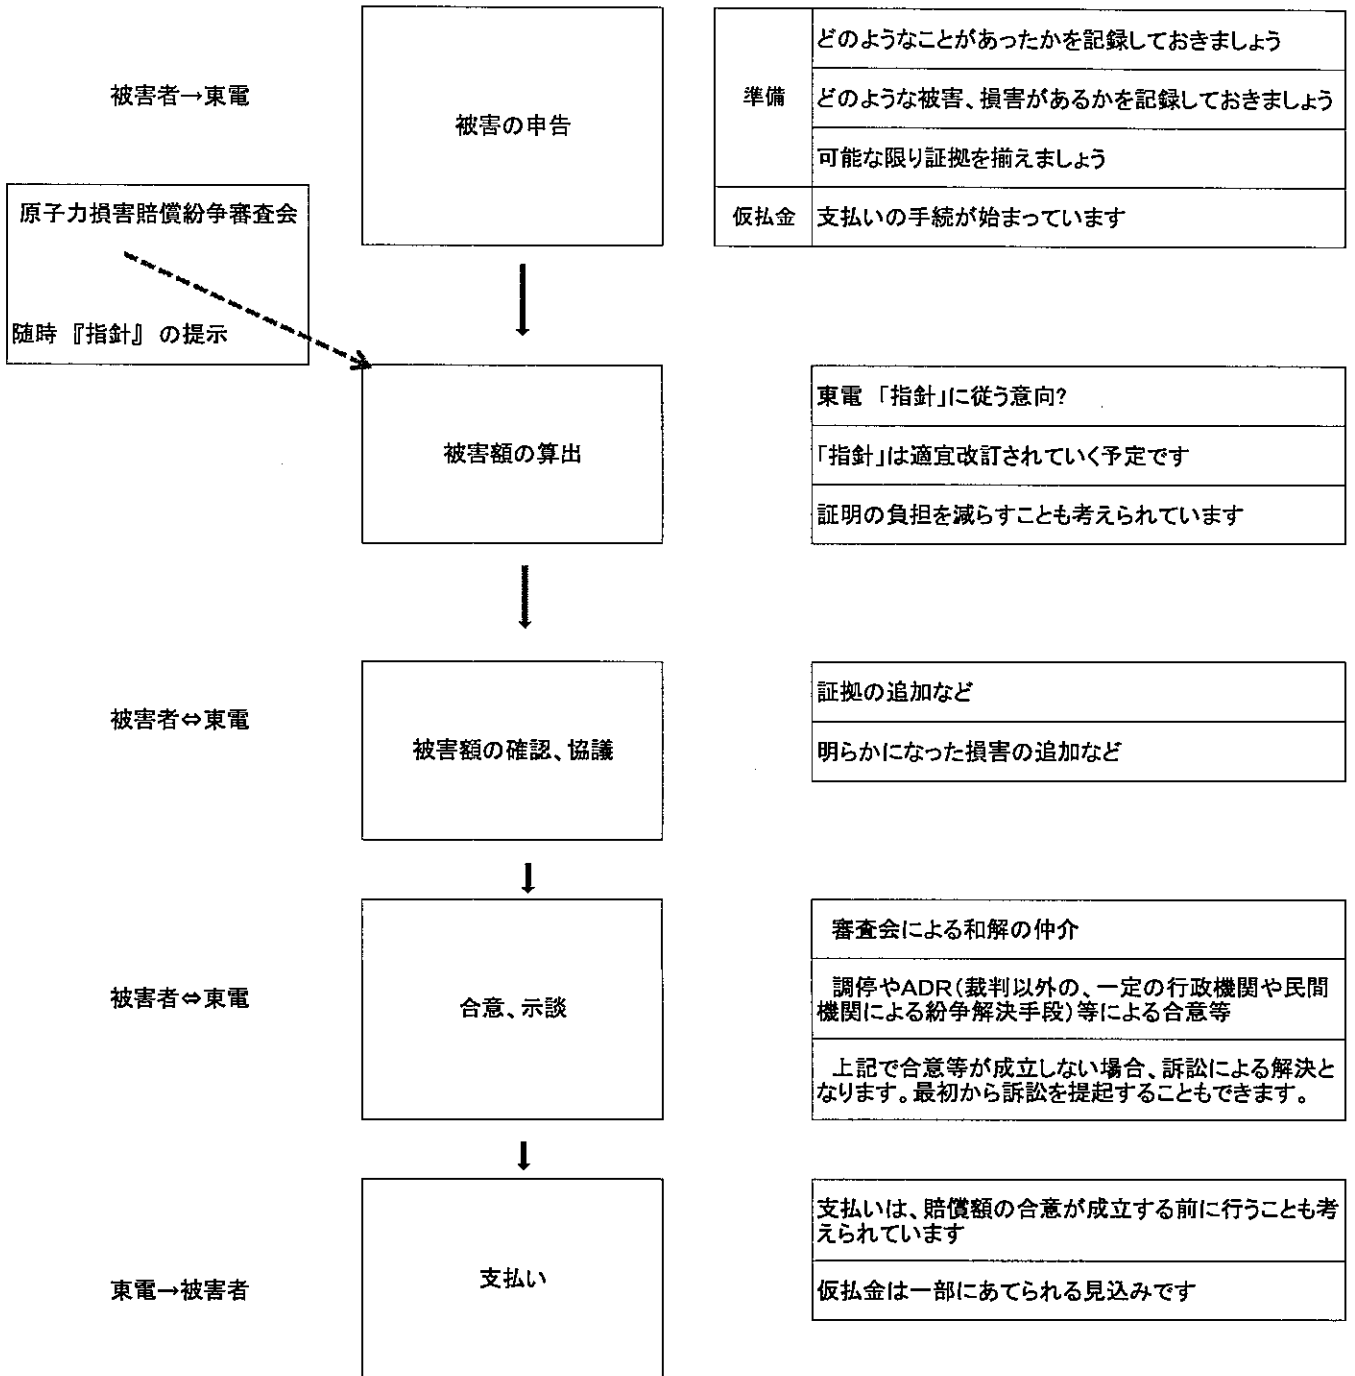 被害者→東電
被害の申告
準備
どのようなことがあったかを記録しておきましょう
どのような被害、損害があるかを記録しておきましょう
可能な限り証拠を揃えましょう
仮払金
支払いの手続が始まっています
原子力損害賠償紛争審査会
随時 『指針』 の提示
被害額の算出
東電 「指針」に従う意向?
「指針」は適宜改訂されていく予定です
証明の負担を減らすことも考えられています
被害者⇔東電
被害額の確認、協議
証拠の追加など
明らかになった損害の追加など
被害者⇔東電
合意、示談
審査会による和解の仲介
調停やADR(裁判以外の、一定の行政機関や民間
機関による紛争解決手段)等による合意等
上記で合意等が成立しない場合、訴訟による解決と
なります。最初から訴訟を提起することもできます。
東電→被害者
支払い
支払いは、賠償額の合意が成立する前に行うことも考
えられています
仮払金は一部にあてられる見込みです